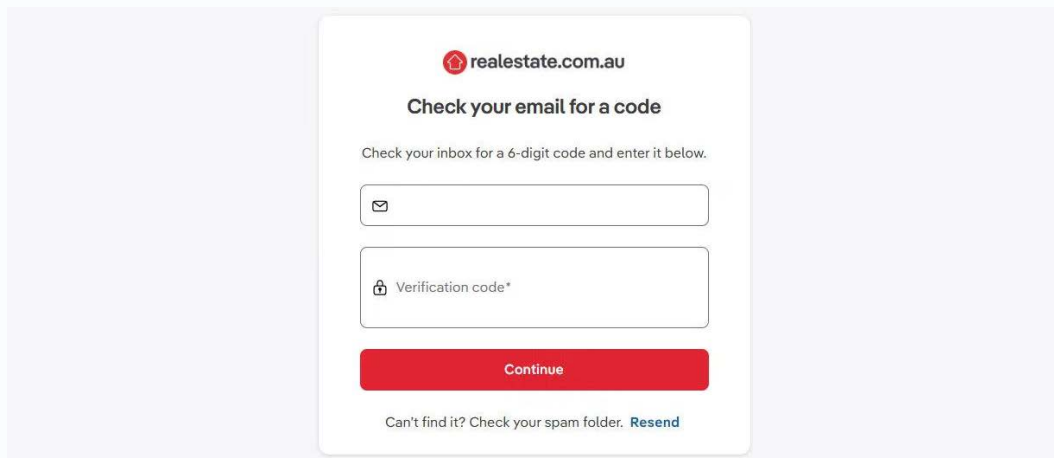 realestate.com.au
Check your email for a code
Check your inbox for a 6-digit code and enter it below.
Verification code*
Continue
Can't find it? Check your spam folder. Resend